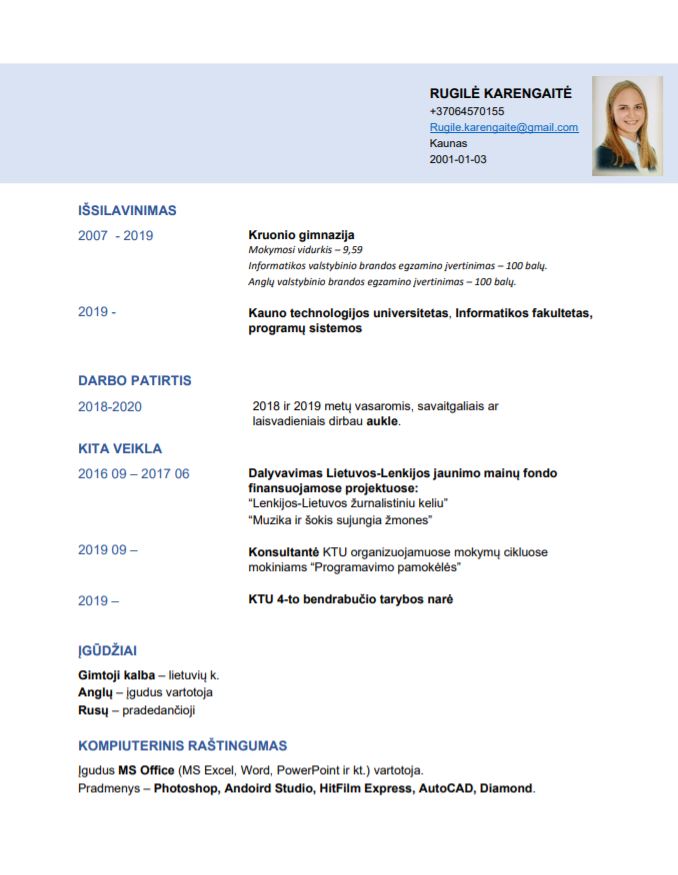 RUGILĖ KARENGAITĖ
+37064570155
Rugile.karengaite@gmail.com
Kaunas
2001-01-03
IŠSILAVINIMAS
2007 - 2019
Kruonio gimnazija
Mokymosi vidurkis – 9,59
Informatikos valstybinio brandos egzamino įvertinimas – 100 balų.
Anglų valstybinio brandos egzamino įvertinimas – 100 balų.
2019 -
Kauno technologijos universitetas, Informatikos fakultetas,
programų sistemos
DARBO PATIRTIS
2018-2020
2018 ir 2019 metų vasaromis, savaitgaliais ar
laisvadieniais dirbau aukle.
KITA VEIKLA
2016 09 – 2017 06
Dalyvavimas Lietuvos-Lenkijos jaunimo mainų fondo
finansuojamose projektuose:
“Lenkijos-Lietuvos žurnalistiniu keliu”
“Muzika ir šokis sujungia žmones”
2019 09 –
Konsultantė KTU organizuojamuose mokymų cikluose
mokiniams “Programavimo pamokėlės”
2019 –
KTU 4-to bendrabučio tarybos narė
ĮGŪDŽIAI
Gimtoji kalba – lietuvių k.
Anglų – įgudus vartotoja
Rusų – pradedančioji
KOMPIUTERINIS RAŠTINGUMAS
Įgudus MS Office (MS Excel, Word, PowerPoint ir kt.) vartotoja.
Pradmenys – Photoshop, Andoird Studio, HitFilm Express, AutoCAD, Diamond.